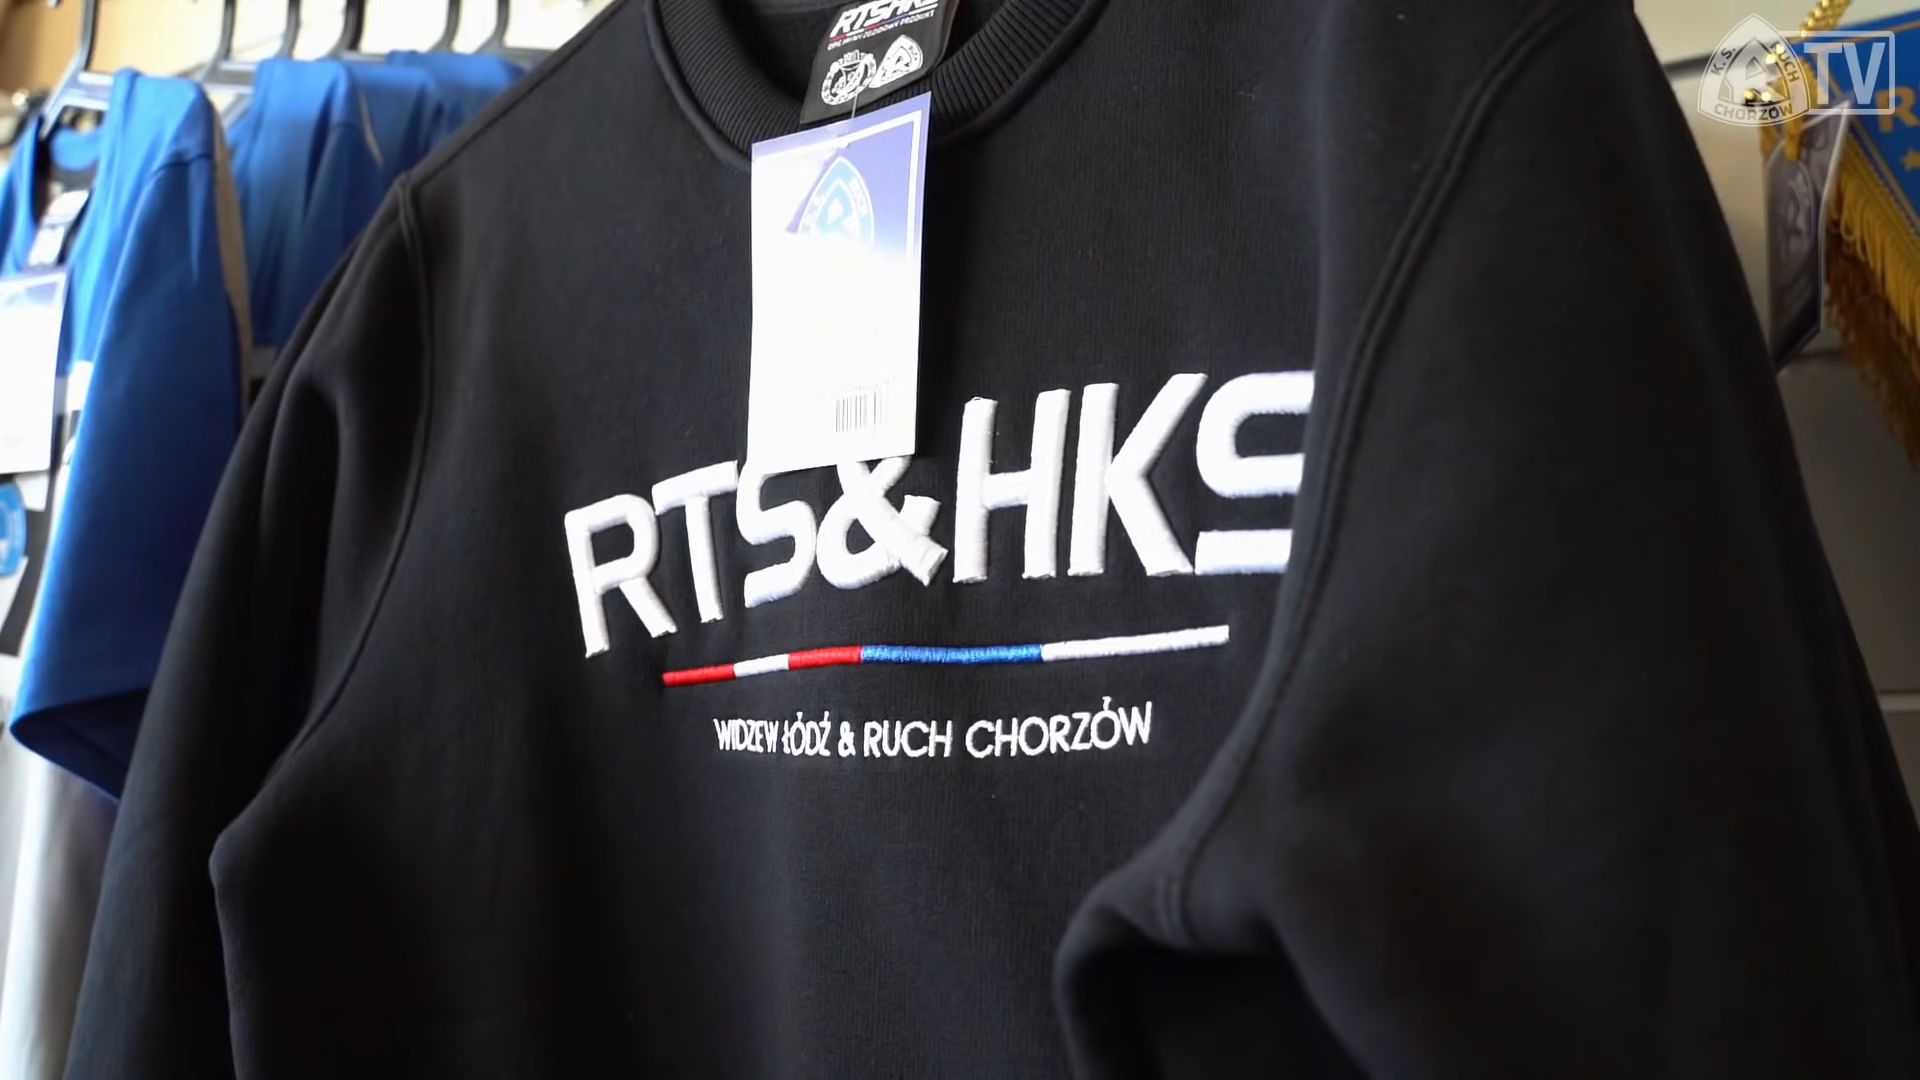 RTS&HKS
K.S. RUCH CHORZÓW
TV
RTS&HKS
WIDZEW ŁÓDŹ & RUCH CHORZÓW